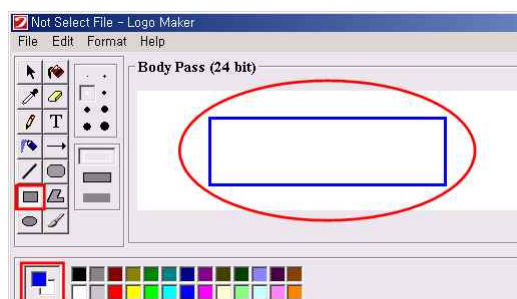 Not Select File - Logo Maker
File Edit Format Help
Body Pass (24 bit)
T